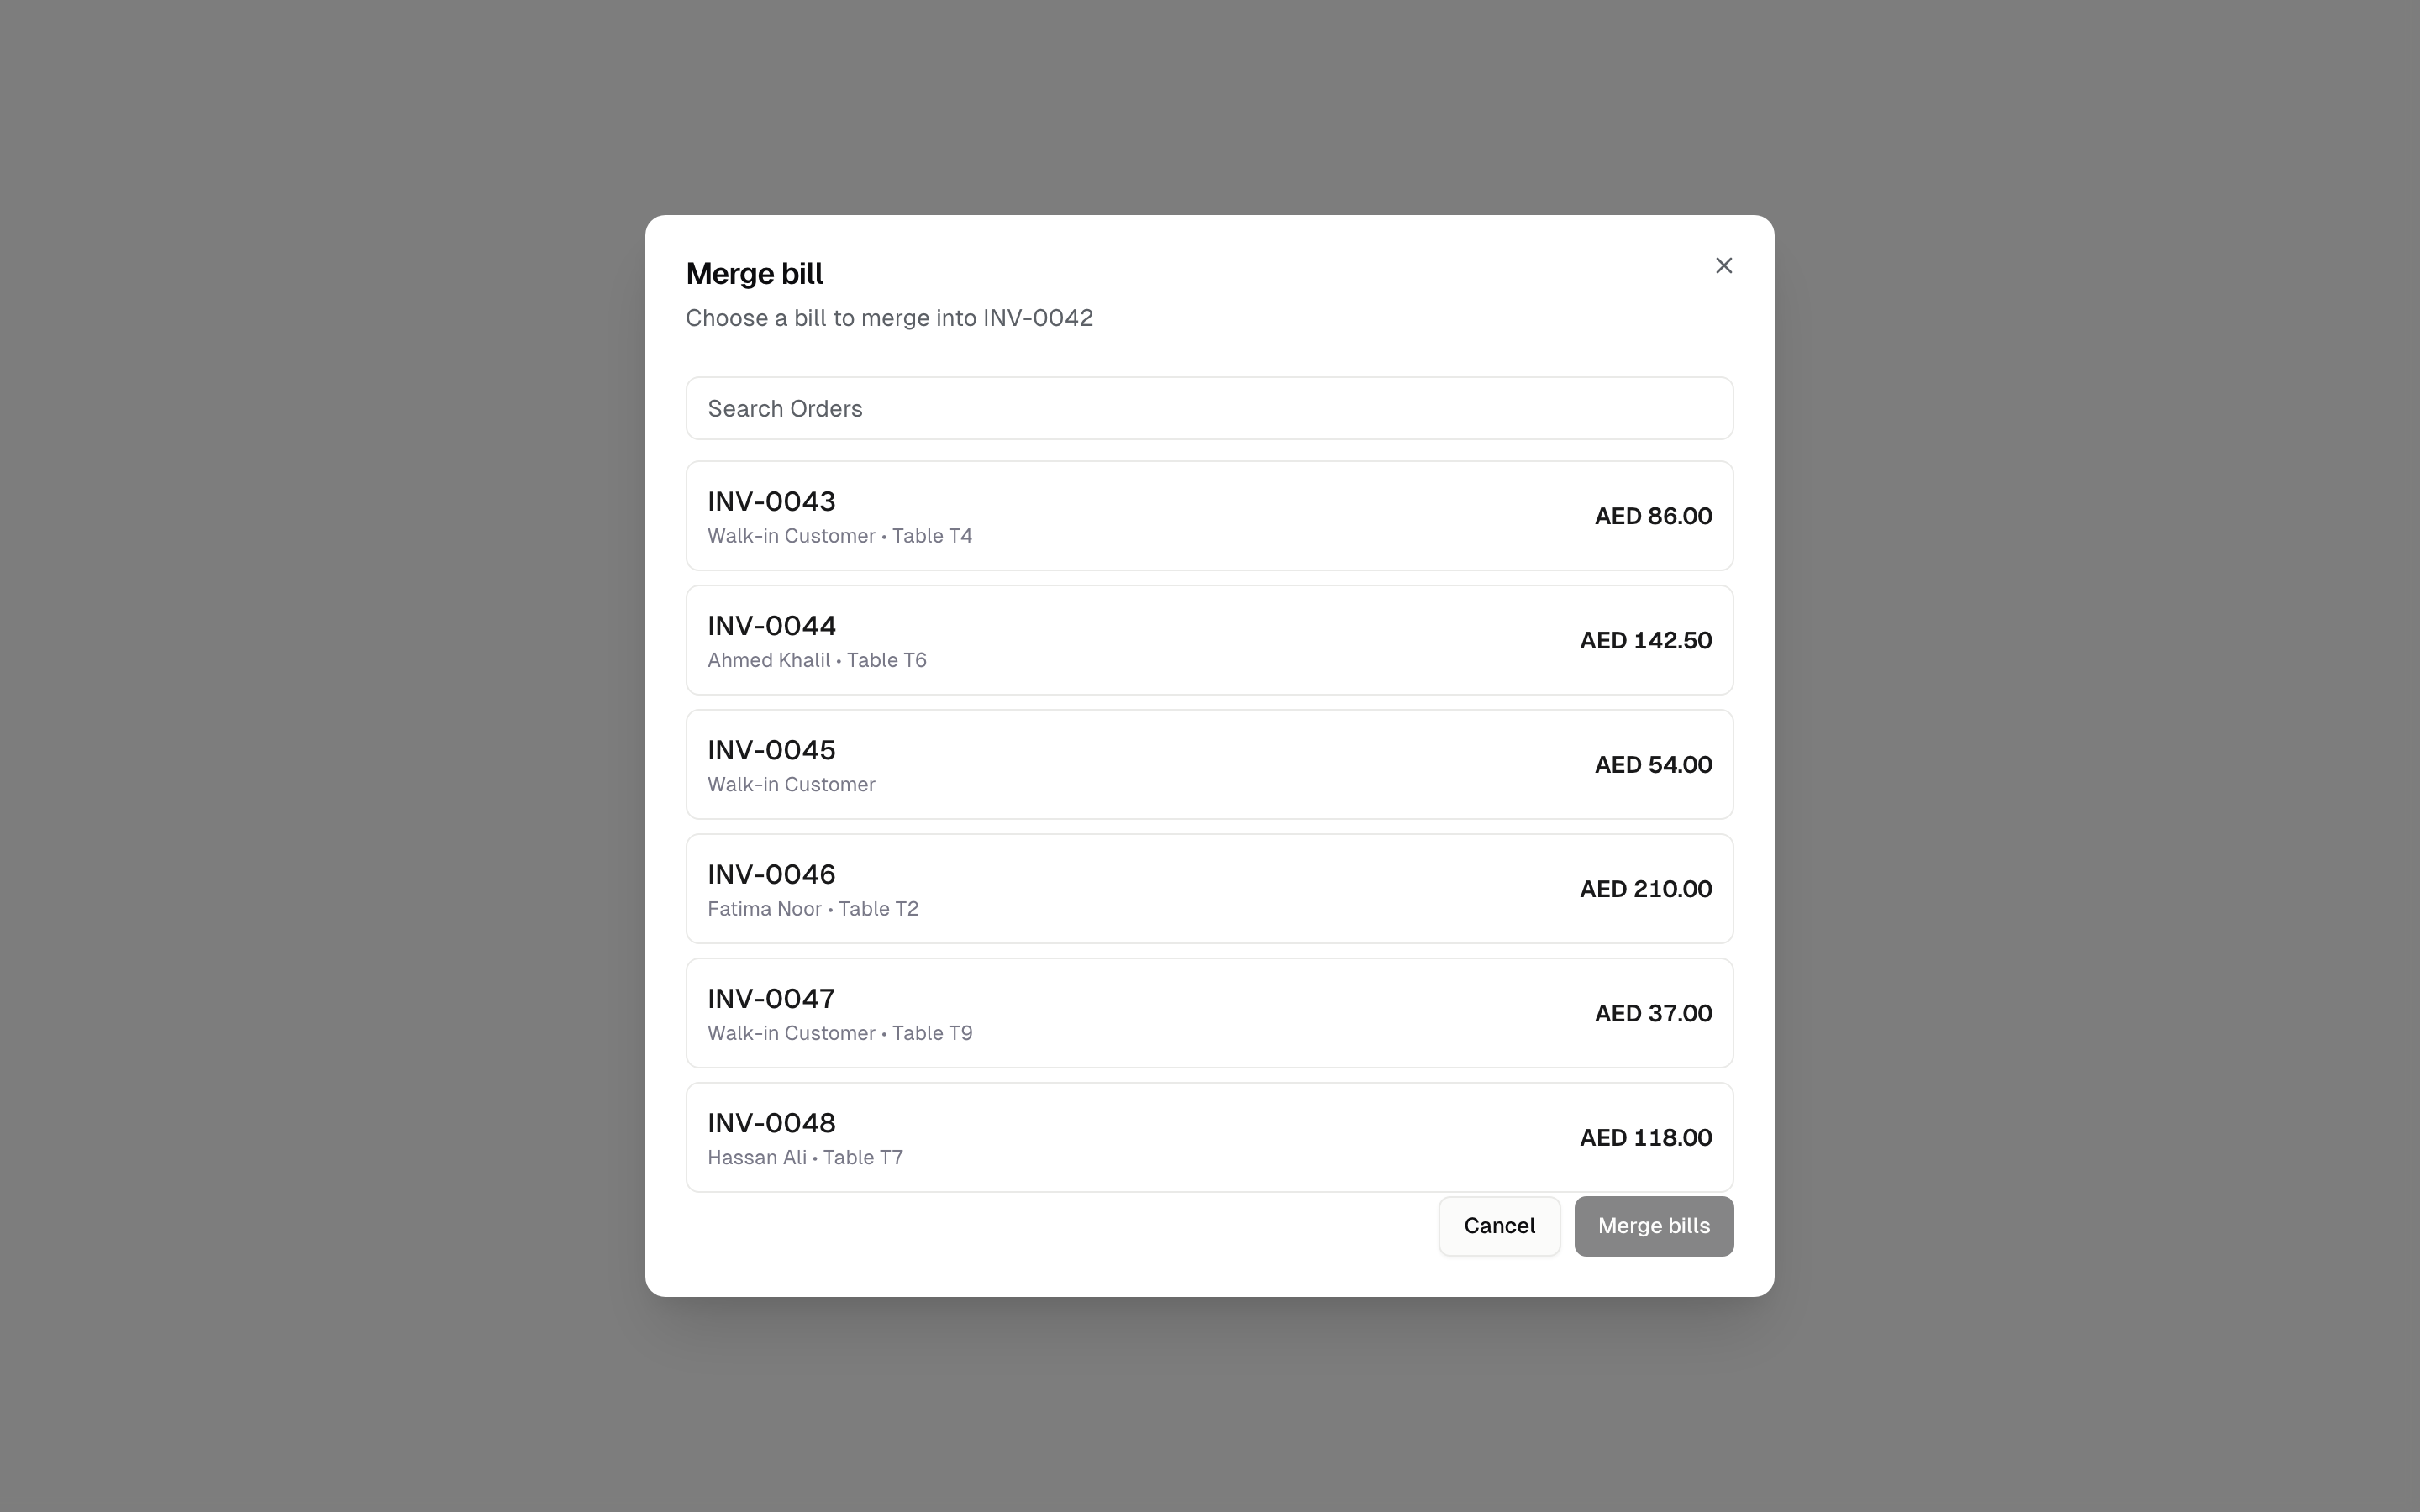 Merge bill
Choose a bill to merge into INV-0042
Search Orders
INV-0043
Walk-in Customer • Table T4
AED 86.00
INV-0044
Ahmed Khalil • Table T6
AED 142.50
INV-0045
Walk-in Customer
AED 54.00
INV-0046
Fatima Noor • Table T2
AED 210.00
INV-0047
Walk-in Customer • Table T9
AED 37.00
INV-0048
Hassan Ali • Table T7
AED 118.00
Cancel
Merge bills